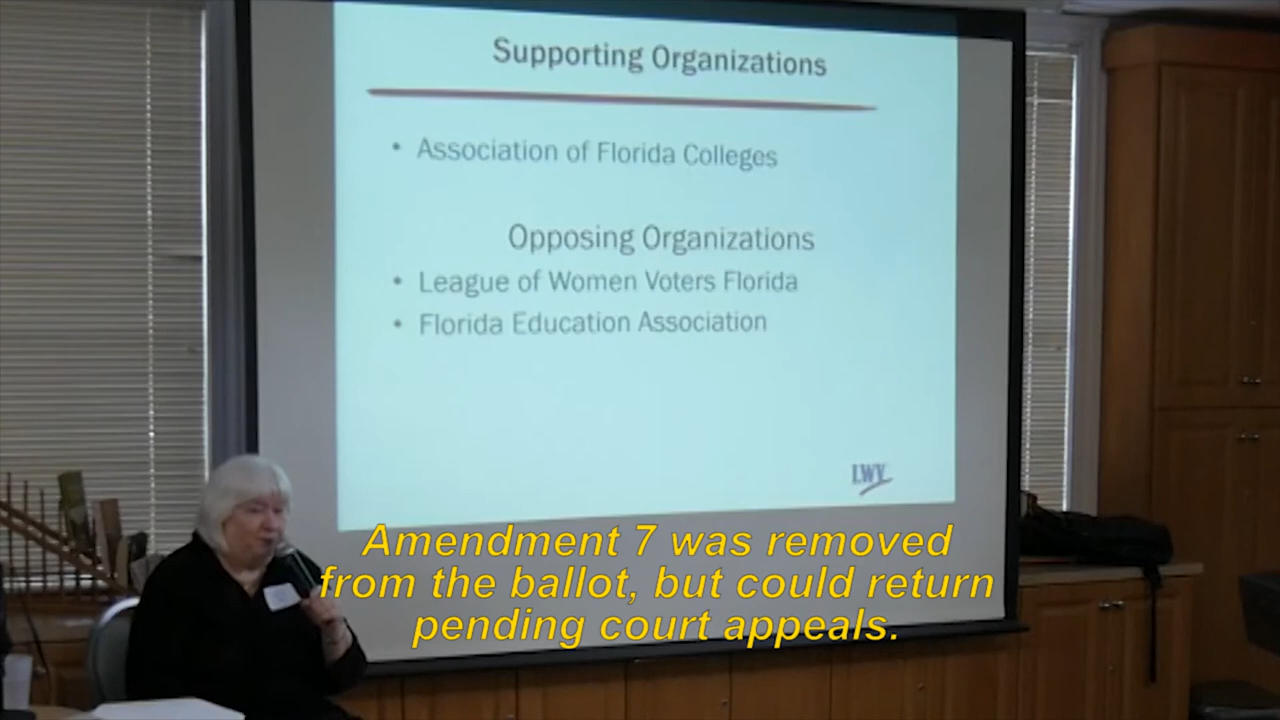 Supporting Organizations
• Association of Florida Colleges
Opposing Organizations
• League of Women Voters Florida
• Florida Education Association
LWV
Amendment 7 was removed
from the ballot, but could return
pending court appeals.